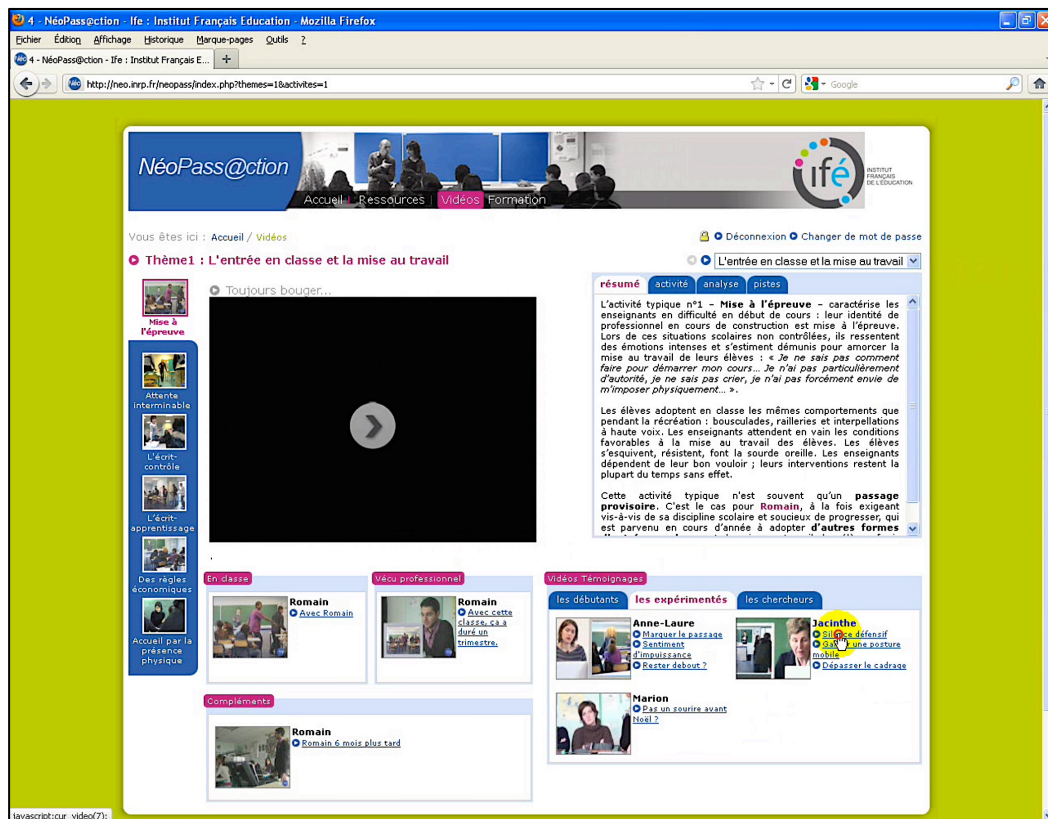 4 - NéoPass@ction - Ife : Institut Français Education - Mozilla Firefox
Fichier Édition Affichage Historique Marque-pages Outils ?
4 - NéoPass@ction - Ife : Institut Français E...
http://neo.inrp.fr/neopass/index.php?themes=1&activites=1
Google
NéoPass@ction
ifé
INSTITUT
FRANÇAIS
DE L'ÉDUCATION
Accueil | Ressources | Vidéos Formation
Vous êtes ici : Accueil / Vidéos
Déconnexion Changer de mot de passe
Thème1 : L'entrée en classe et la mise au travail
L'entrée en classe et la mise au travail
Mise à
l'épreuve
Attente
interminable
L'écrit-
contrôle
L'écrit-
apprentissage
Des règles
économiques
Accueil par la
présence
physique
Toujours bouger...
résumé activité analyse pistes
L'activité typique n°1 – Mise à l'épreuve – caractérise les
enseignants en difficulté en début de cours : leur identité de
professionnel en cours de construction est mise à l'épreuve.
Lors de ces situations scolaires non contrôlées, ils ressentent
des émotions intenses et s'estiment démunis pour amorcer la
mise au travail de leurs élèves : « Je ne sais pas comment
faire pour démarrer mon cours... Je n'ai pas particulièrement
d'autorité, je ne sais pas crier, je n'ai pas forcément envie de
m'imposer physiquement... ».
Les élèves adoptent en classe les mêmes comportements que
pendant la récréation : bousculades, railleries et interpellations
à haute voix. Les enseignants attendent en vain les conditions
favorables à la mise au travail des élèves. Les élèves
s'esquivent, résistent, font la sourde oreille. Les enseignants
dépendent de leur bon vouloir ; leurs interventions restent la
plupart du temps sans effet.
Cette activité typique n'est souvent qu'un passage
provisoire. C'est le cas pour Romain, à la fois exigeant
vis-à-vis de sa discipline scolaire et soucieux de progresser, qui
est parvenu en cours d'année à adopter d'autres formes
.
En classe
Romain
Avec Romain
Vécu professionnel
Romain
Avec cette
classe, ça a
duré un
trimestre.
Compléments
Romain
Romain 6 mois plus tard
Vidéos Témoignages
les débutants les expérimentés les chercheurs
Anne-Laure
Marquer le passage
Sentiment
d'impuissance
Rester debout ?
Jacinthe
défensif
une posture
mobile
Dépasser le cadrage
Marion
Pas un sourire avant
Noël ?
javascript:cur_video(7);